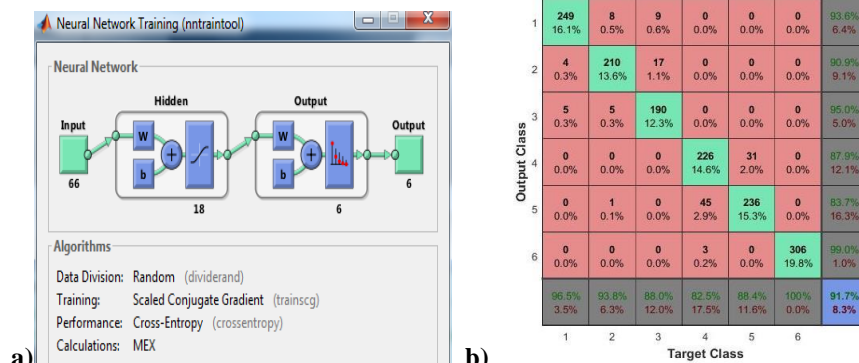 Neural Network Training (nntraintool)
Neural Network
Hidden
Output
Input
W
b
+
W
b
+
Output
66
18
6
6
Algorithms
Data Division: Random (dividerand)
Training: Scaled Conjugate Gradient (trainscg)
Performance: Cross-Entropy (crossentropy)
Calculations: MEX
a)
1 249 8 9 0 0 0 93.6%
16.1% 0.5% 0.6% 0.0% 0.0% 0.0% 6.4%
2 4 210 17 0 0 0 90.9%
0.3% 13.6% 1.1% 0.0% 0.0% 0.0% 9.1%
3 5 5 190 0 0 0 95.0%
0.3% 0.3% 12.3% 0.0% 0.0% 0.0% 5.0%
4 0 0 0 226 31 0 87.9%
0.0% 0.0% 0.0% 14.6% 2.0% 0.0% 12.1%
5 0 1 0 45 236 0 83.7%
0.0% 0.1% 0.0% 2.9% 15.3% 0.0% 16.3%
6 0 0 0 3 0 306 99.0%
0.0% 0.0% 0.0% 0.2% 0.0% 19.8% 1.0%
96.5% 93.8% 88.0% 82.5% 88.4% 100% 91.7%
3.5% 6.3% 12.0% 17.5% 11.6% 0.0% 8.3%
1 2 3 4 5 6
Target Class
Output Class
b)